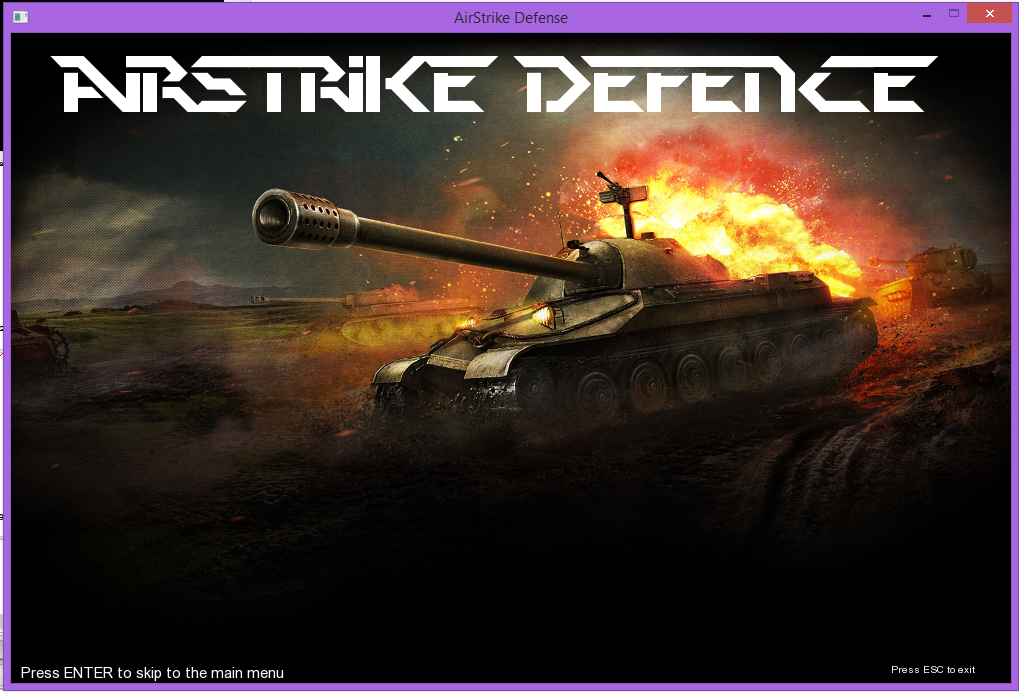 AirStrike Defense
AIRSTRiKE DEFENCE
Press ENTER to skip to the main menu
Press ESC to exit